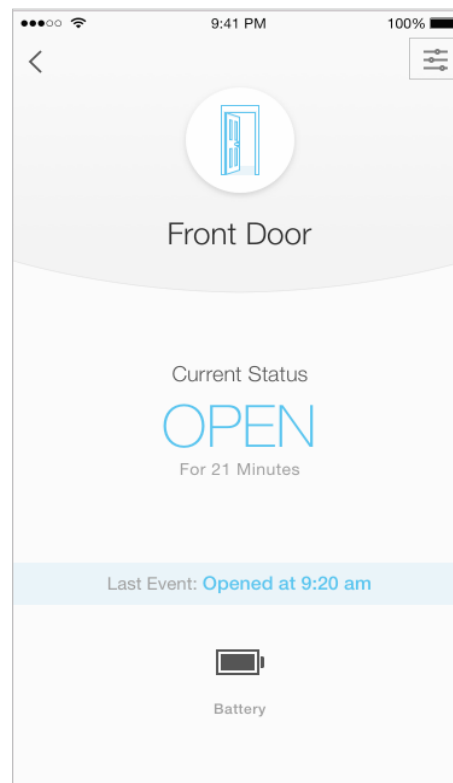 9:41 PM
100%
Front Door
Current Status
OPEN
For 21 Minutes
Last Event: Opened at 9:20 am
Battery